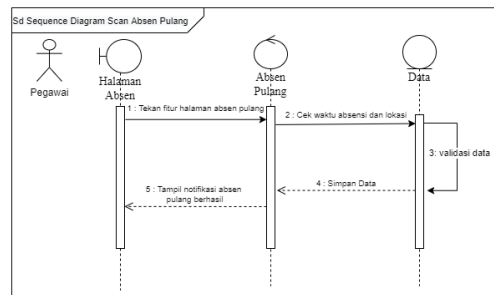 Sd Sequence Diagram Scan Absen Pulang
Pegawai
Halaman
Absen
Absen
Pulang
Data
1 : Tekan fitur halaman absen pulang
2 : Cek waktu absensi dan lokasi
3: validasi data
4 : Simpan Data
5 : Tampil notifikasi absen
pulang berhasil